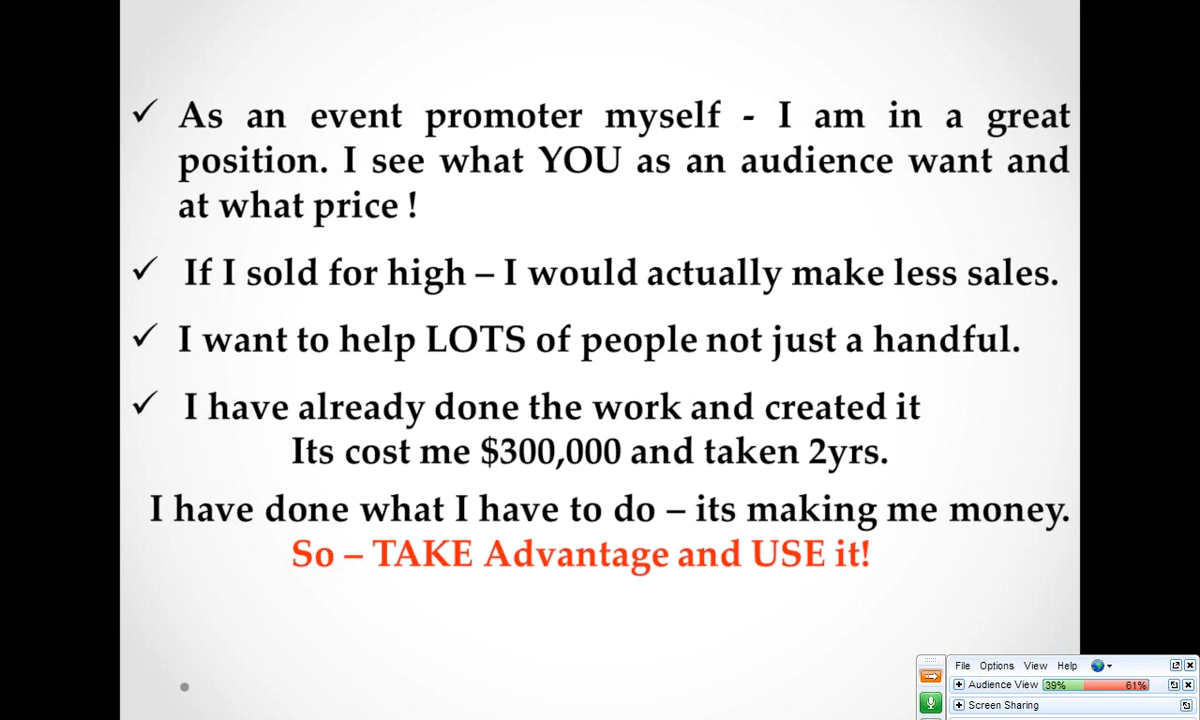 As an event promoter myself - I am in a great
position. I see what YOU as an audience want and
at what price !
If I sold for high – I would actually make less sales.
I want to help LOTS of people not just a handful.
I have already done the work and created it
Its cost me $300,000 and taken 2yrs.
I have done what I have to do – its making me money.
So – TAKE Advantage and USE it!
File Options View Help
Audience View 39% 61%
Screen Sharing